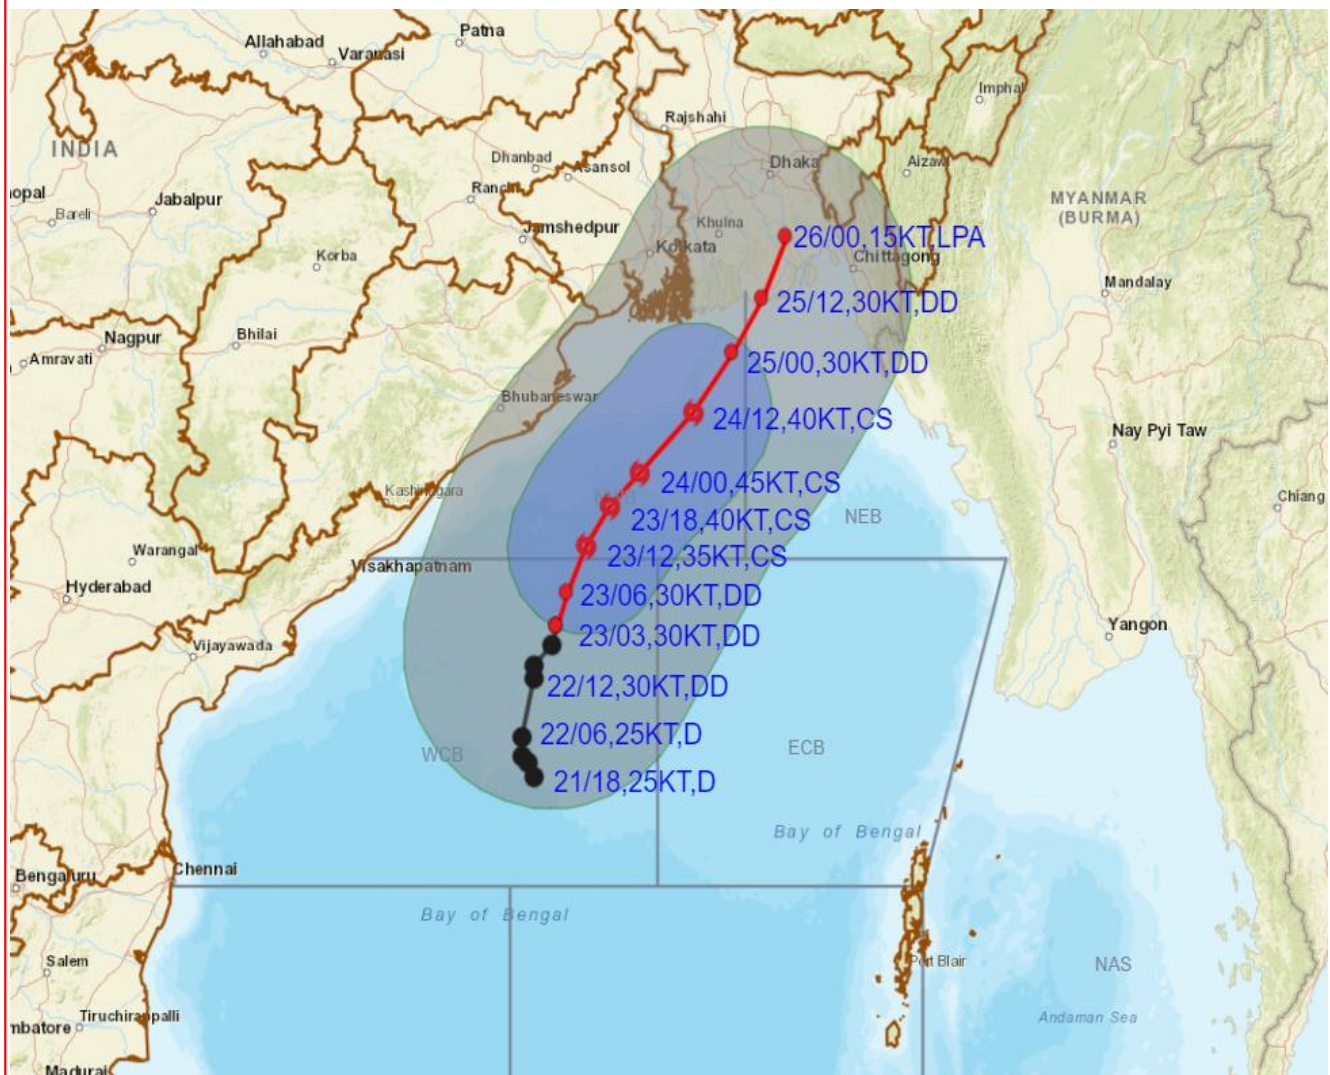 Patna
Allahabad
Varanasi
Imphal
Rajshahi
INDIA
Dhanbad
Asansol
Dhaka
Aizawl
opal
Bareli
Jabalpur
Ranchi
MYANMAR
(BURMA)
Jamshedpur
Khulna
Kolkata
26/00,15KT,LPA
Korba
Chittagong
Mandalay
25/12,30KT,DD
Nagpur
Bhilai
Amravati
25/00,30KT,DD
Bhubaneswar
24/12,40KT,CS
Nay Pyi Taw
24/00,45KT,CS
Chiang
23/18,40KT,CS
NEB
Warangal
23/12,35KT,CS
Visakhapatnam
Hyderabad
23/06,30KT,DD
Yangon
23/03,30KT,DD
Vijayawada
22/12,30KT,DD
22/06,25KT,D
WCB
ECB
21/18,25KT,D
Bay of Bengal
Chennai
Bengaluru
Bay of Bengal
Salem
Port Blair
NAS
Tiruchirappalli
mbatore
Andaman Sea
Madurai